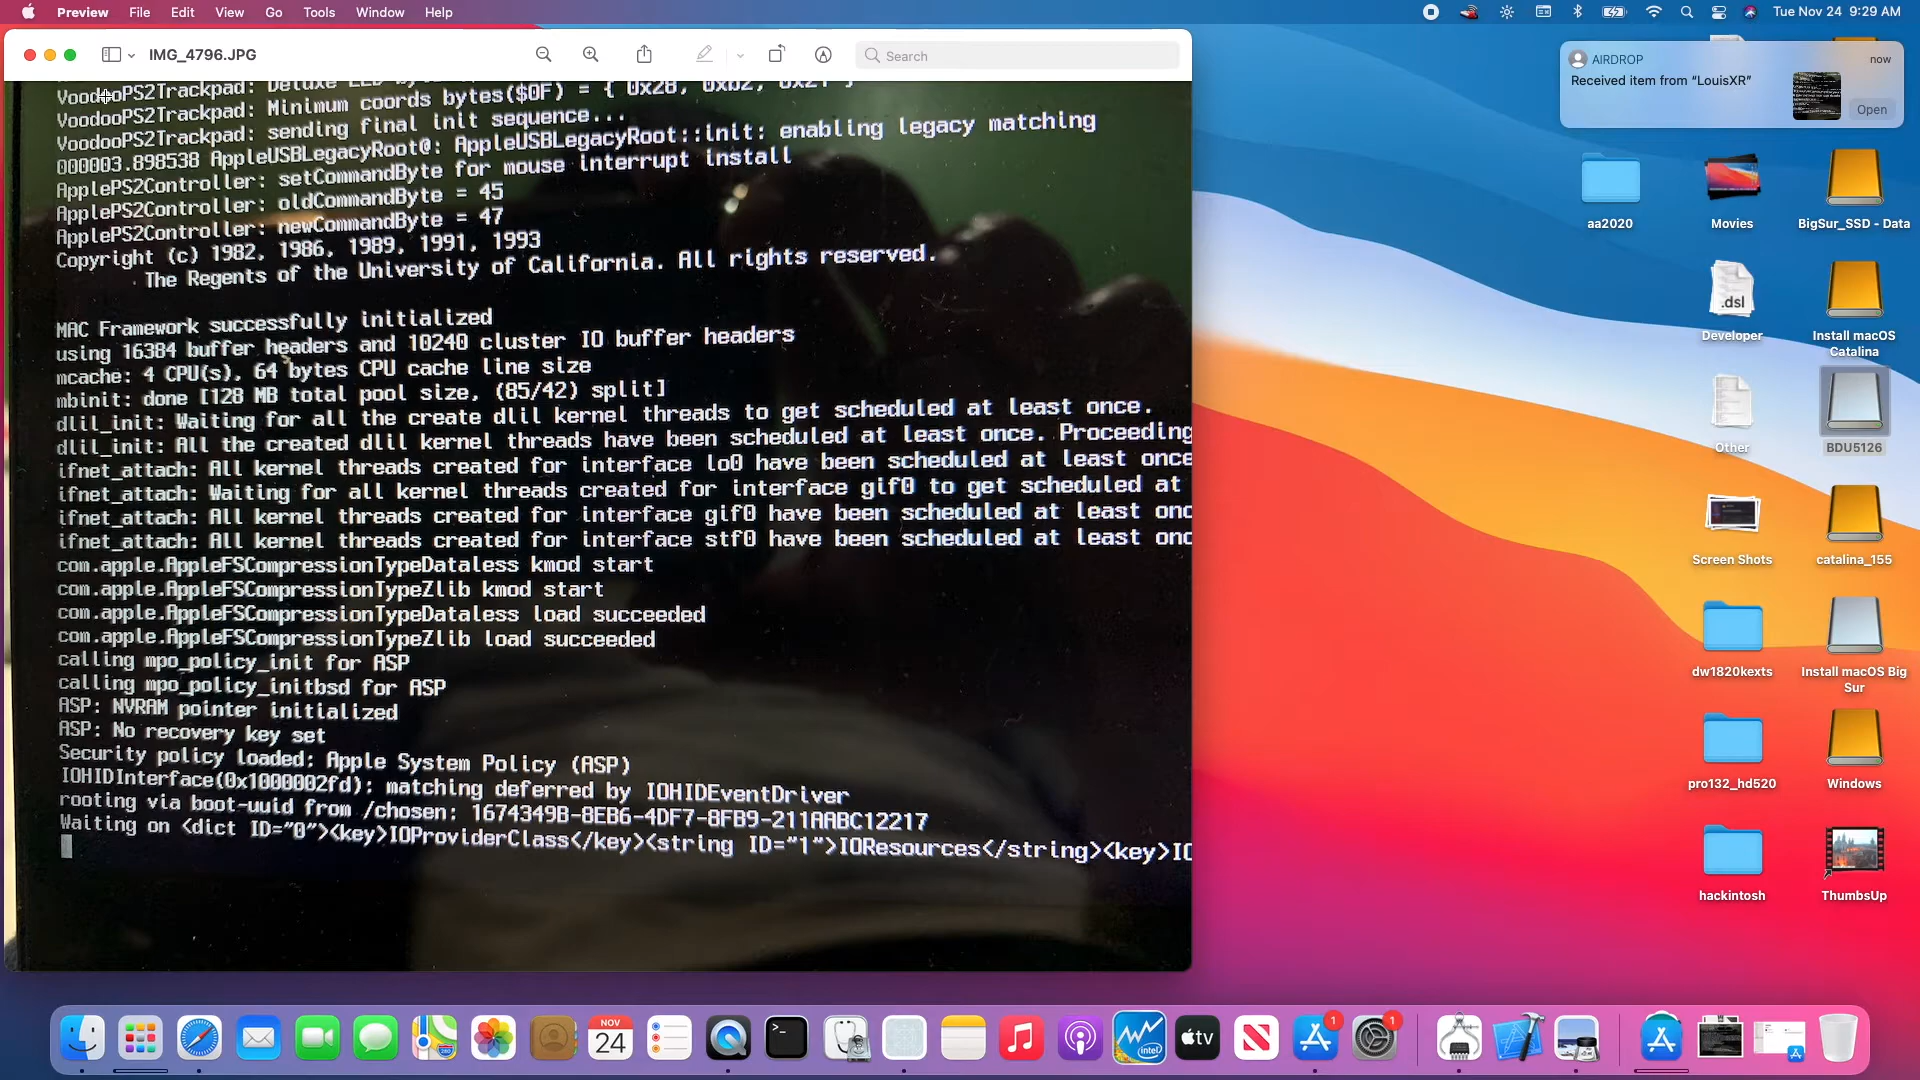 Preview File Edit View Go Tools Window Help
Tue Nov 24 9:29 AM
IMG_4796.JPG
Search
AIRDROP
now
Received item from “LouisXR”
Open
VoodooPS2Trackpad: Deluxe LED
VoodooPS2Trackpad: Minimum coords bytes($0F) = { 0x28, 0xb2, 0x21 }
VoodooPS2Trackpad: sending final init sequence...
000003.898538 AppleUSBLegacyRoot@: AppleUSBLegacyRoot::init: enabling legacy matching
ApplePS2Controller: setCommandByte for mouse interrupt install
ApplePS2Controller: oldCommandByte = 45
ApplePS2Controller: newCommandByte = 47
Copyright (c) 1982, 1986, 1989, 1991, 1993
The Regents of the University of California. All rights reserved.
MAC Framework successfully initialized
using 16384 buffer headers and 10240 cluster IO buffer headers
mcache: 4 CPU(s), 64 bytes CPU cache line size
mbinit: done [128 MB total pool size, (85/42) split]
dlil_init: Waiting for all the create dlil kernel threads to get scheduled at least once.
dlil_init: All the created dlil kernel threads have been scheduled at least once. Proceeding
ifnet_attach: All kernel threads created for interface lo0 have been scheduled at least once
ifnet_attach: Waiting for all kernel threads created for interface gif0 to get scheduled at
ifnet_attach: All kernel threads created for interface gif0 have been scheduled at least onc
ifnet_attach: All kernel threads created for interface stf0 have been scheduled at least onc
com.apple.AppleFSCompressionTypeDataless kmod start
com.apple.AppleFSCompressionTypeZlib kmod start
com.apple.AppleFSCompressionTypeDataless load succeeded
com.apple.AppleFSCompressionTypeZlib load succeeded
calling mpo_policy_init for ASP
calling mpo_policy_initbsd for ASP
ASP: NVRAM pointer initialized
ASP: No recovery key set
Security policy loaded: Apple System Policy (ASP)
IOHIDInterface(0x1000002fd): matching deferred by IOHIDEventDriver
rooting via boot-uuid from /chosen: 1674349B-8EB6-4DF7-8FB9-211AABC12217
Waiting on <dict ID="0"><key>IOProviderClass</key><string ID="1">IOResources</string><key>IO
aa2020
Movies
BigSur_SSD - Data
.dsl
Developer
Install macOS
Catalina
Other
BDU5126
Screen Shots
catalina_155
dw1820kexts
Install macOS Big
Sur
pro132_hd520
Windows
hackintosh
ThumbsUp
NOV
24
intel
tv
1
1